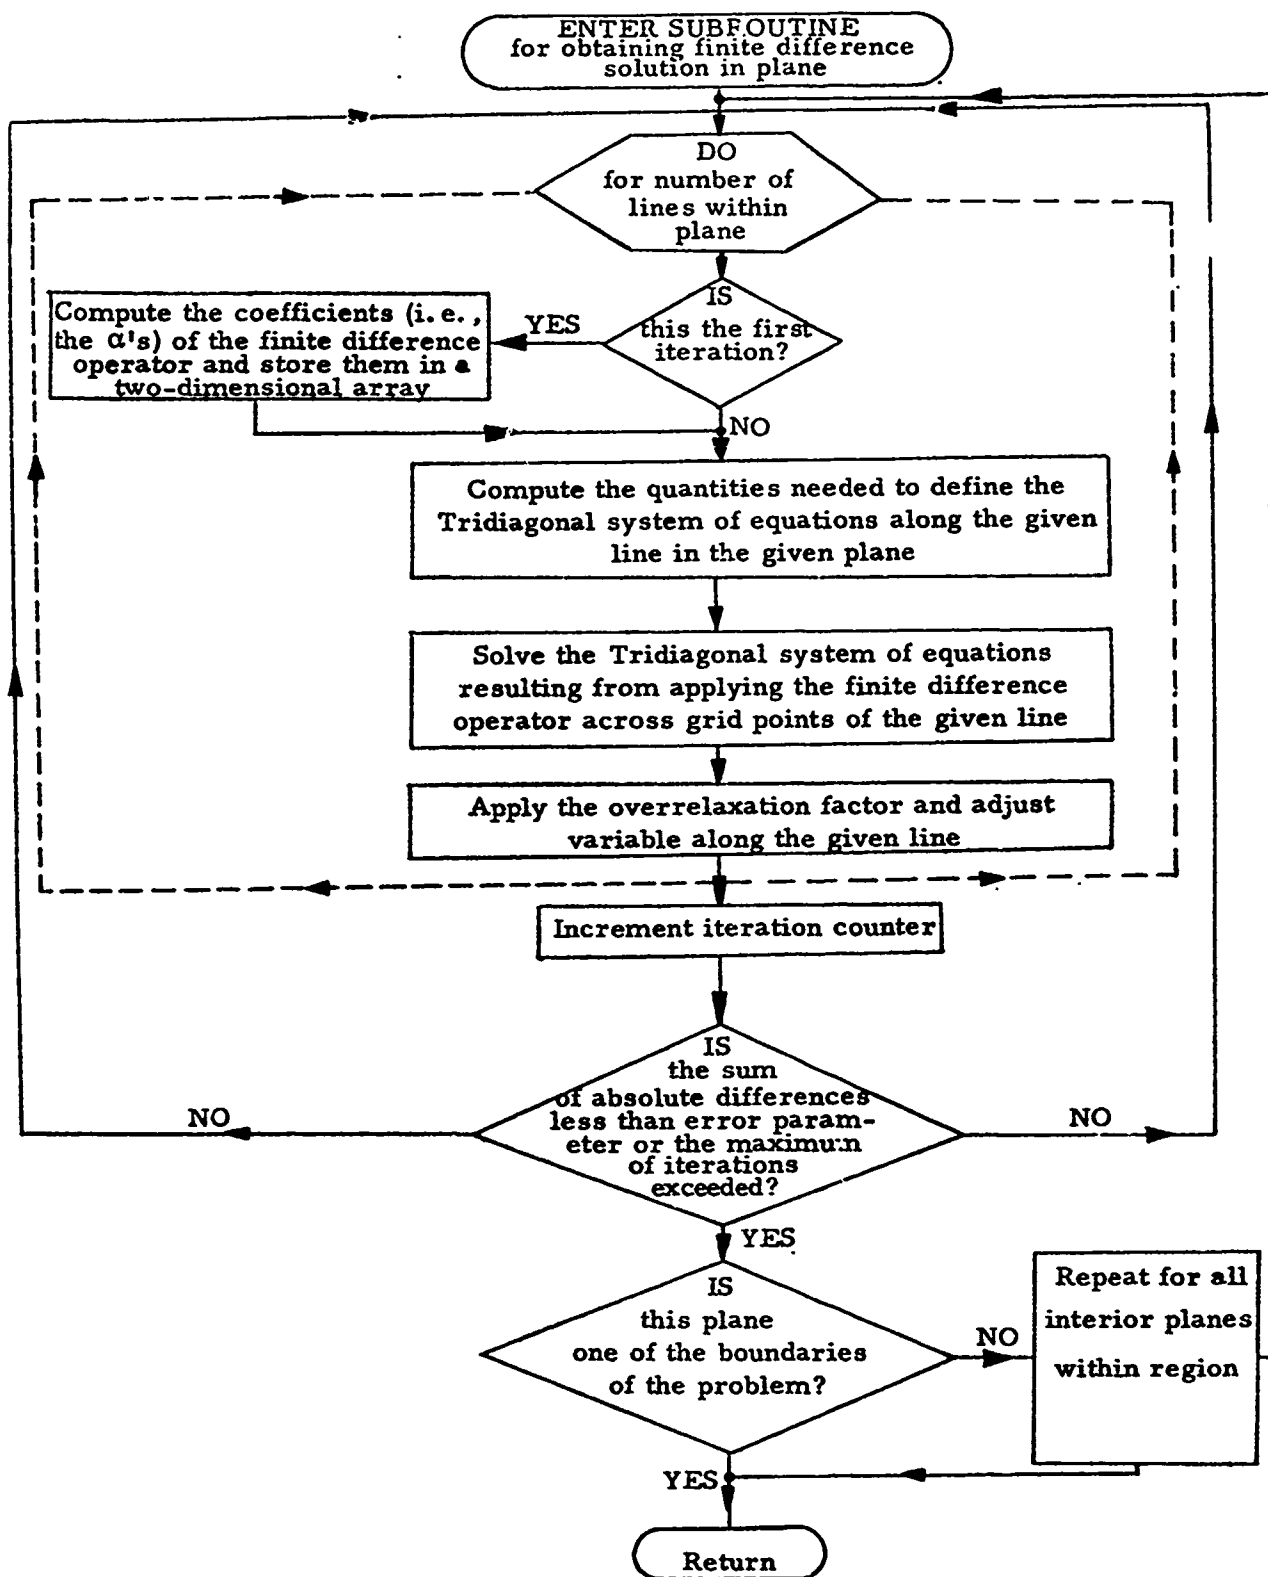 ENTER SUBFOUTINE
for obtaining finite difference
solution in plane
DO
for number of
lines within
plane
IS
this the first
iteration?
YES
Compute the coefficients (i.e.,
the α's) of the finite difference
operator and store them in a
two-dimensional array
NO
Compute the quantities needed to define the
Tridiagonal system of equations along the given
line in the given plane
Solve the Tridiagonal system of equations
resulting from applying the finite difference
operator across grid points of the given line
Apply the overrelaxation factor and adjust
variable along the given line
Increment iteration counter
IS
the sum
of absolute differences
less than error param-
eter or the maximum
of iterations
exceeded?
NO
NO
YES
IS
this plane
one of the boundaries
of the problem?
NO
Repeat for all
interior planes
within region
YES
Return